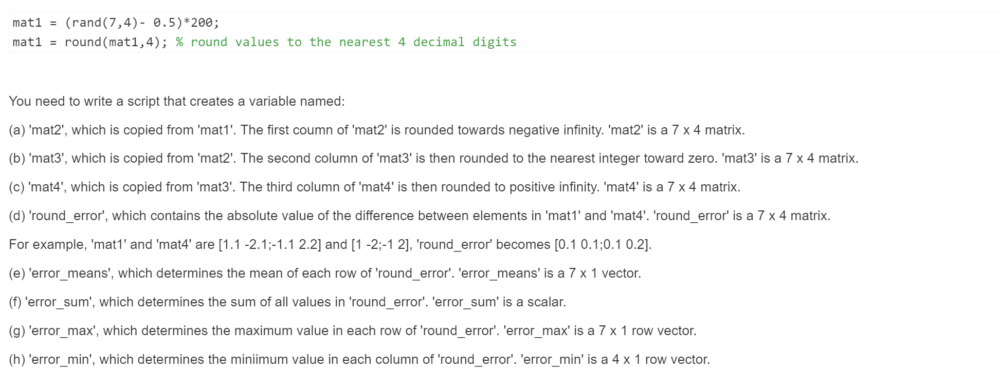 mat1 = (rand(7,4)- 0.5)*200;
mat1 = round(mat1,4); % round values to the nearest 4 decimal digits
You need to write a script that creates a variable named:
(a) 'mat2', which is copied from 'mat1'. The first coumn of 'mat2' is rounded towards negative infinity. 'mat2' is a 7 x 4 matrix.
(b) 'mat3', which is copied from 'mat2'. The second column of 'mat3' is then rounded to the nearest integer toward zero. 'mat3' is a 7 x 4 matrix.
(c) 'mat4', which is copied from 'mat3'. The third column of 'mat4' is then rounded to positive infinity. 'mat4' is a 7 x 4 matrix.
(d) 'round_error', which contains the absolute value of the difference between elements in 'mat1' and 'mat4'. 'round_error' is a 7 x 4 matrix.
For example, 'mat1' and 'mat4' are [1.1 -2.1;-1.1 2.2] and [1 -2;-1 2], 'round_error' becomes [0.1 0.1;0.1 0.2].
(e) 'error_means', which determines the mean of each row of 'round_error'. 'error_means' is a 7 x 1 vector.
(f) 'error_sum', which determines the sum of all values in 'round_error'. 'error_sum' is a scalar.
(g) 'error_max', which determines the maximum value in each row of 'round_error'. 'error_max' is a 7 x 1 row vector.
(h) 'error_min', which determines the miniimum value in each column of 'round_error'. 'error_min' is a 4 x 1 row vector.